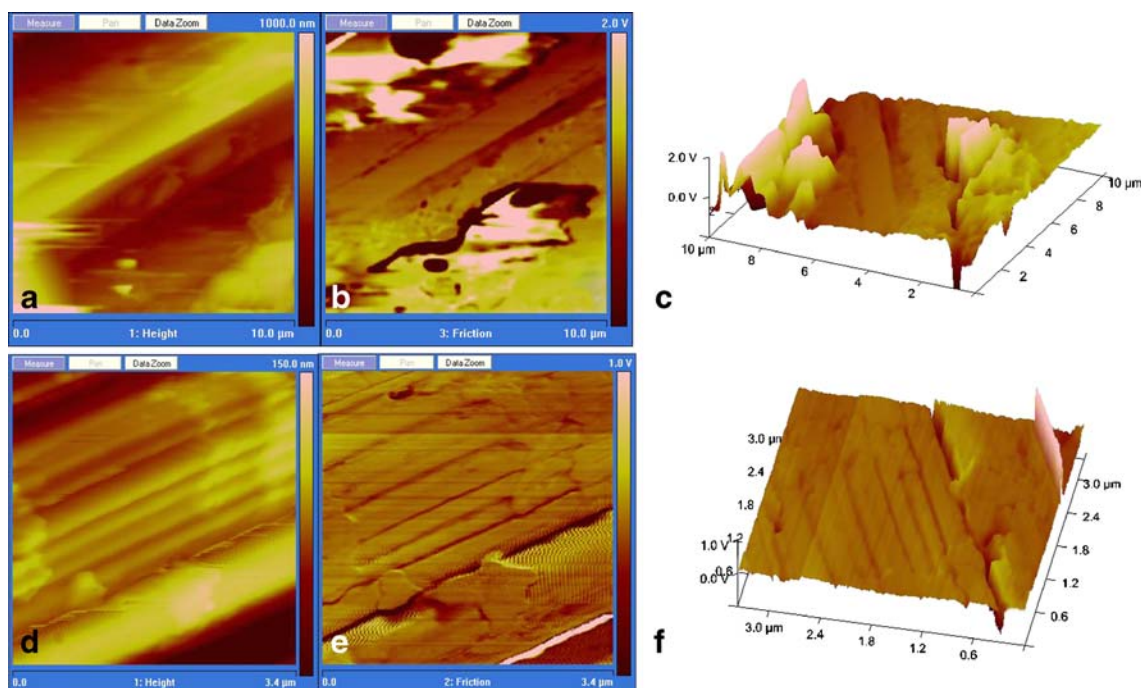 Measure Pan Data Zoom 1000.0 nm
a
0.0 1: Height 10.0 µm
Measure Pan Data Zoom 2.0 V
b
0.0 3: Friction 10.0 µm
2.0 V
0.0 V
10 µm
8
6
4
2
2
4
6
8
10 µm
c
Measure Pan Data Zoom 150.0 nm
d
0.0 1: Height 3.4 µm
Measure Pan Data Zoom 1.0 V
e
0.0 2: Friction 3.4 µm
3.0 µm
2.4
1.8
1.2
0.6
1.0 V
0.0 V
3.0 µm
2.4
1.8
1.2
0.6
0.6
1.2
1.8
2.4
3.0 µm
f